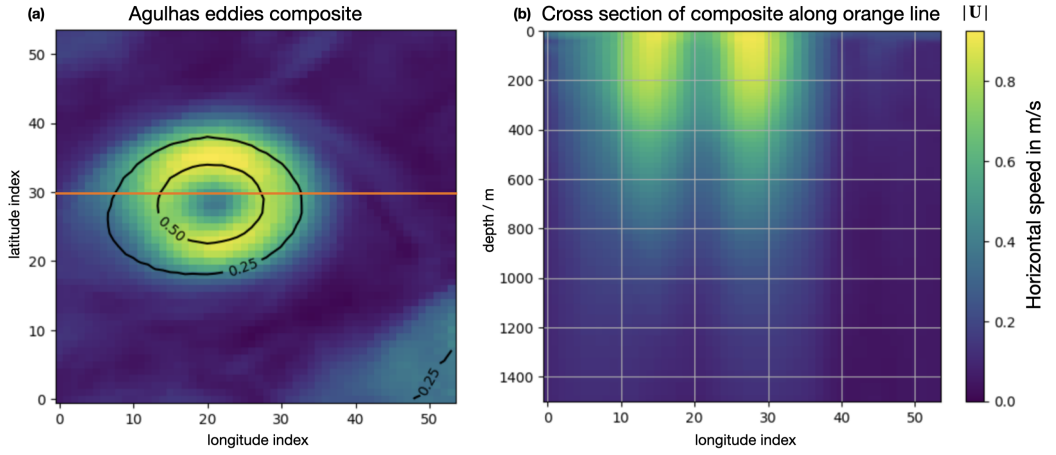 (a) Agulhas eddies composite
50
40
30
20
10
0
latitude index
0.50
0.25
-0.25
0 10 20 30 40 50
longitude index
(b) Cross section of composite along orange line
0
200
400
600
800
1000
1200
1400
depth / m
0 10 20 30 40 50
longitude index
|U|
0.8
0.6
0.4
0.2
0.0
Horizontal speed in m/s